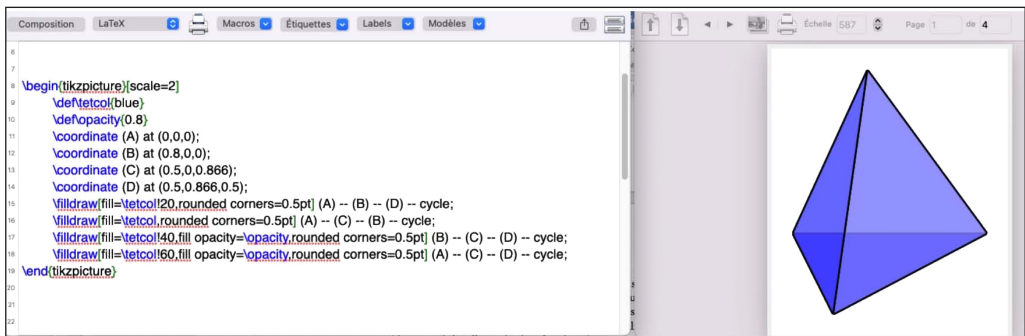 Composition LaTeX Macros Étiquettes Labels Modèles Échelle 587 Page 1 de 4
6
7
8 \begin{tikzpicture}[scale=2]
9 \def\tetcol{blue}
10 \def\opacity{0.8}
11 \coordinate (A) at (0,0,0);
12 \coordinate (B) at (0.8,0,0);
13 \coordinate (C) at (0.5,0,0.866);
14 \coordinate (D) at (0.5,0.866,0.5);
15 \filldraw[fill=\tetcol!20,rounded corners=0.5pt] (A) -- (B) -- (D) -- cycle;
16 \filldraw[fill=\tetcol,rounded corners=0.5pt] (A) -- (C) -- (B) -- cycle;
17 \filldraw[fill=\tetcol!40,fill opacity=\opacity,rounded corners=0.5pt] (B) -- (C) -- (D) -- cycle;
18 \filldraw[fill=\tetcol!60,fill opacity=\opacity,rounded corners=0.5pt] (A) -- (C) -- (D) -- cycle;
19 \end{tikzpicture}
20
21
22